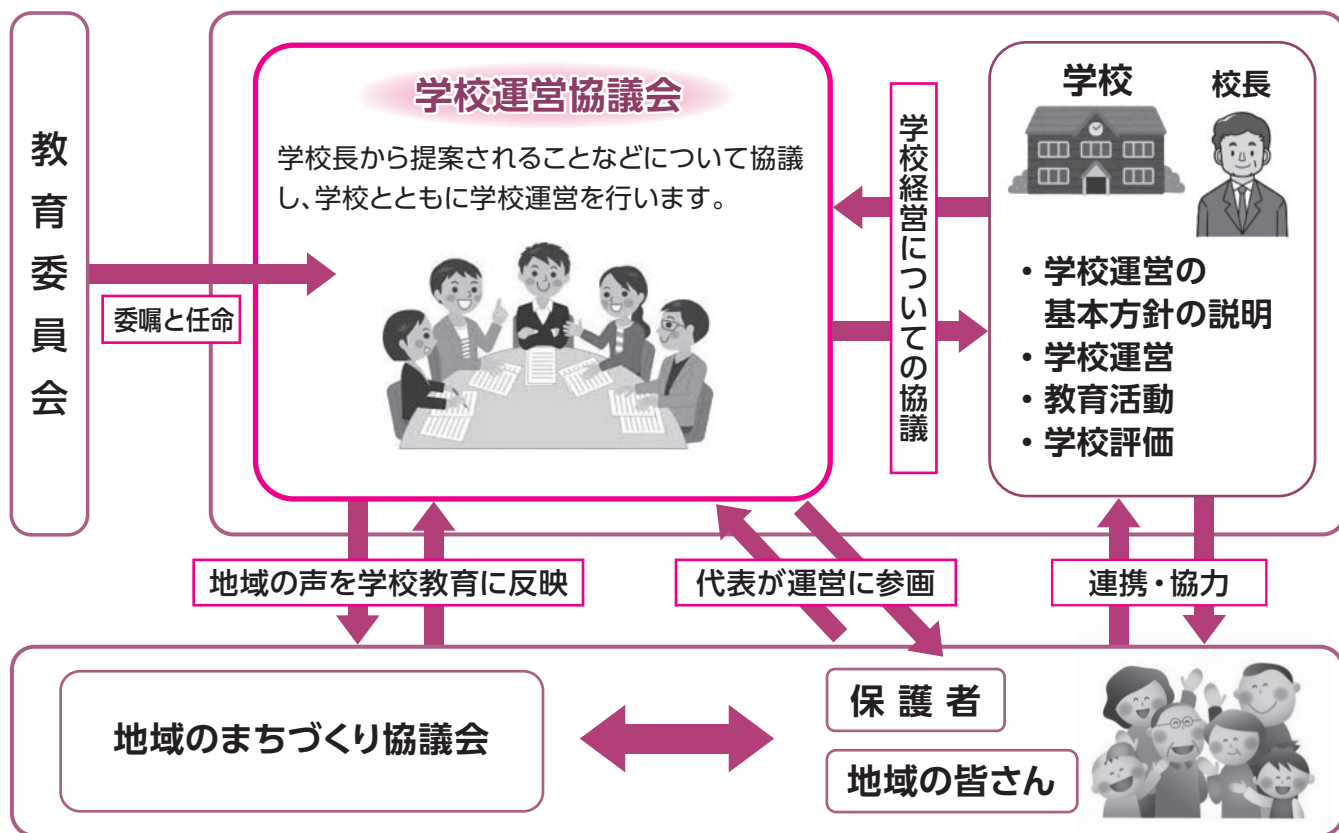 教育委員会
委嘱と任命
学校運営協議会
学校長から提案されることなどについて協議
し、学校とともに学校運営を行います。
学校経営についての協議
学校
校長
・学校運営の
基本方針の説明
・学校運営
・教育活動
・学校評価
地域の声を学校教育に反映
代表が運営に参画
連携・協力
地域のまちづくり協議会
保護者
地域の皆さん